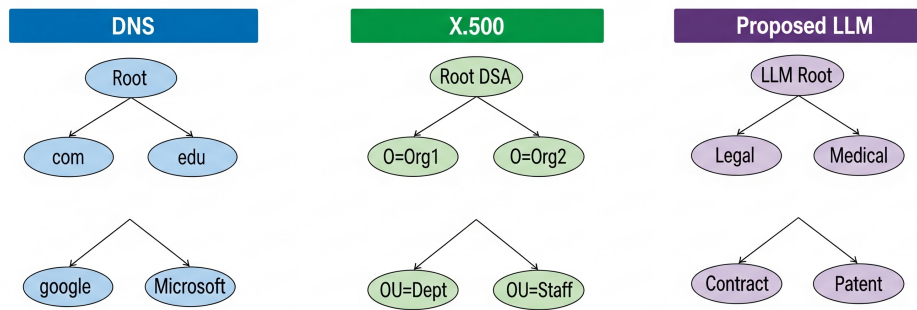 DNS
X.500
Proposed LLM
Root
Root DSA
LLM Root
com
edu
O=Org1
O=Org2
Legal
Medical
google
Microsoft
OU=Dept
OU=Staff
Contract
Patent